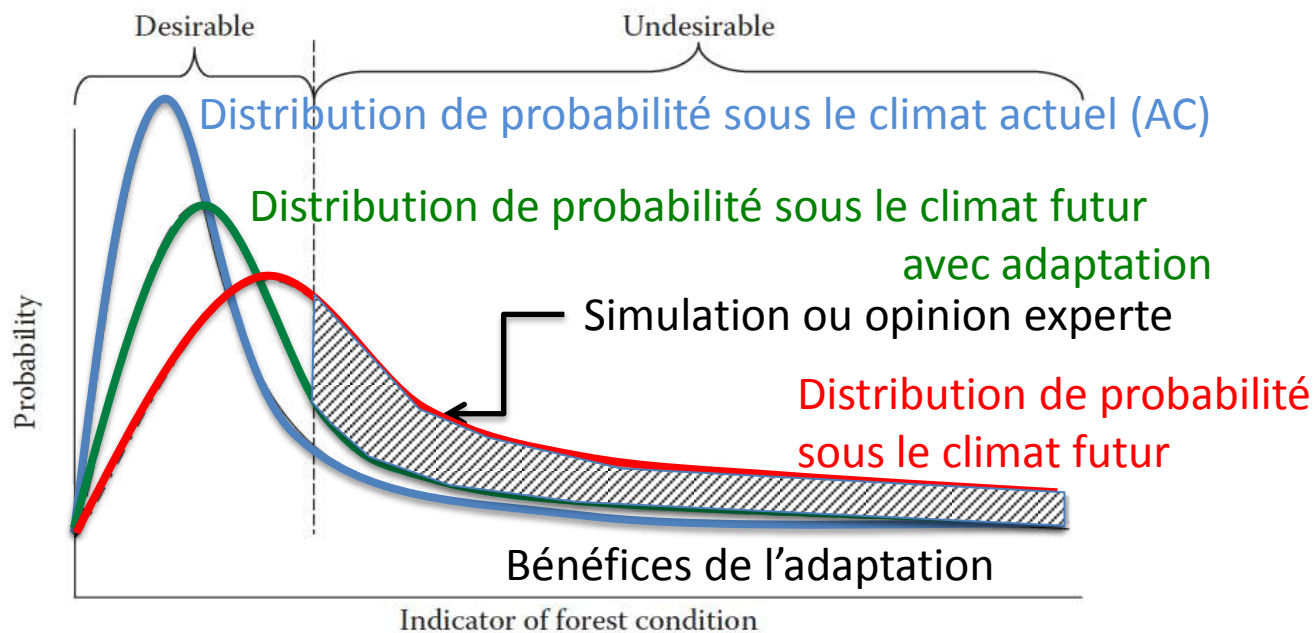 Desirable
Undesirable
Distribution de probabilité sous le climat actuel (AC)
Distribution de probabilité sous le climat futur
avec adaptation
Simulation ou opinion experte
Distribution de probabilité
sous le climat futur
Probability
Bénéfices de l’adaptation
Indicator of forest condition